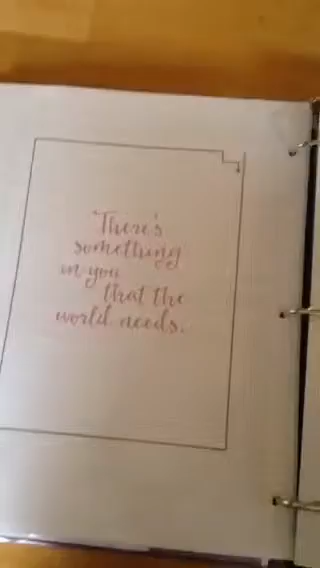 There's
something
in you
that the
world needs.